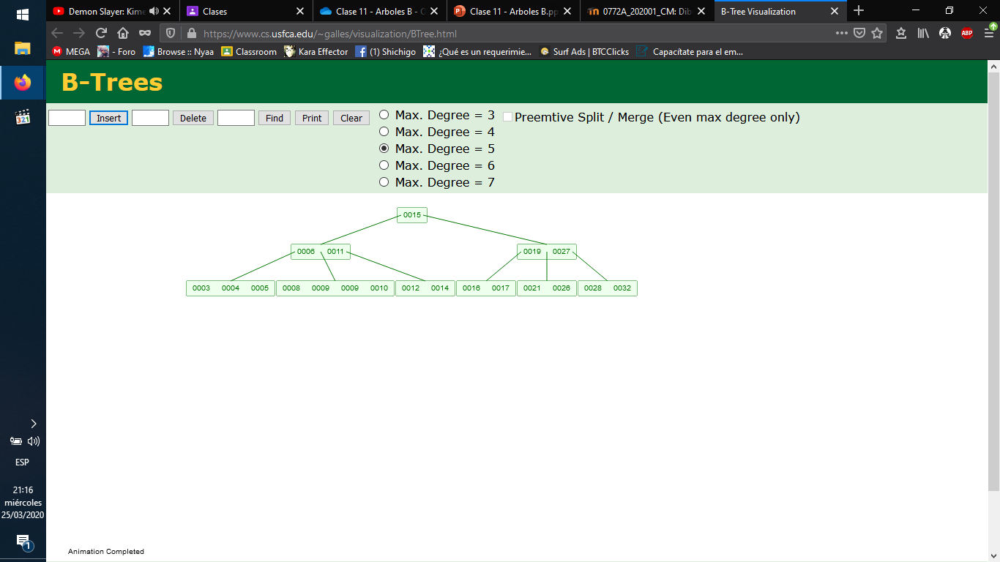 Demon Slayer: Kime
Clases
Clase 11 - Arboles B - O
Clase 11 - Arboles B.pp
0772A_202001_CM: Dib
B-Tree Visualization
https://www.cs.usfca.edu/~galles/visualization/BTree.html
MEGA
- Foro
Browse :: Nyaa
Classroom
Kara Effector
(1) Shichigo
¿Qué es un requerimie...
Surf Ads | BTCClicks
Capacítate para el em...
ABP
B-Trees
Insert
Delete
Find
Print
Clear
Max. Degree = 3
Max. Degree = 4
Max. Degree = 5
Max. Degree = 6
Max. Degree = 7
Preemtive Split / Merge (Even max degree only)
0015
0006 0011
0019 0027
0003 0004 0005
0008 0009 0009 0010
0012 0014
0016 0017
0021 0026
0028 0032
Animation Completed
321
ESP
21:16
miércoles
25/03/2020
1